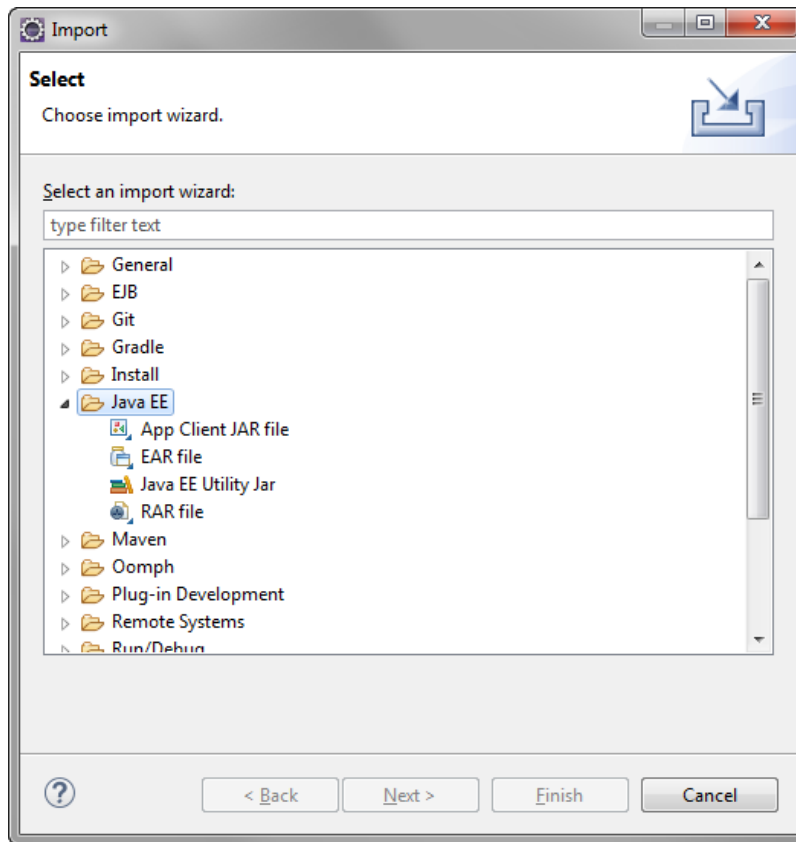 Import
Select
Choose import wizard.
Select an import wizard:
type filter text
General
EJB
Git
Gradle
Install
Java EE
App Client JAR file
EAR file
Java EE Utility Jar
RAR file
Maven
Oomph
Plug-in Development
Remote Systems
Run/Debug
? < Back Next > Finish Cancel